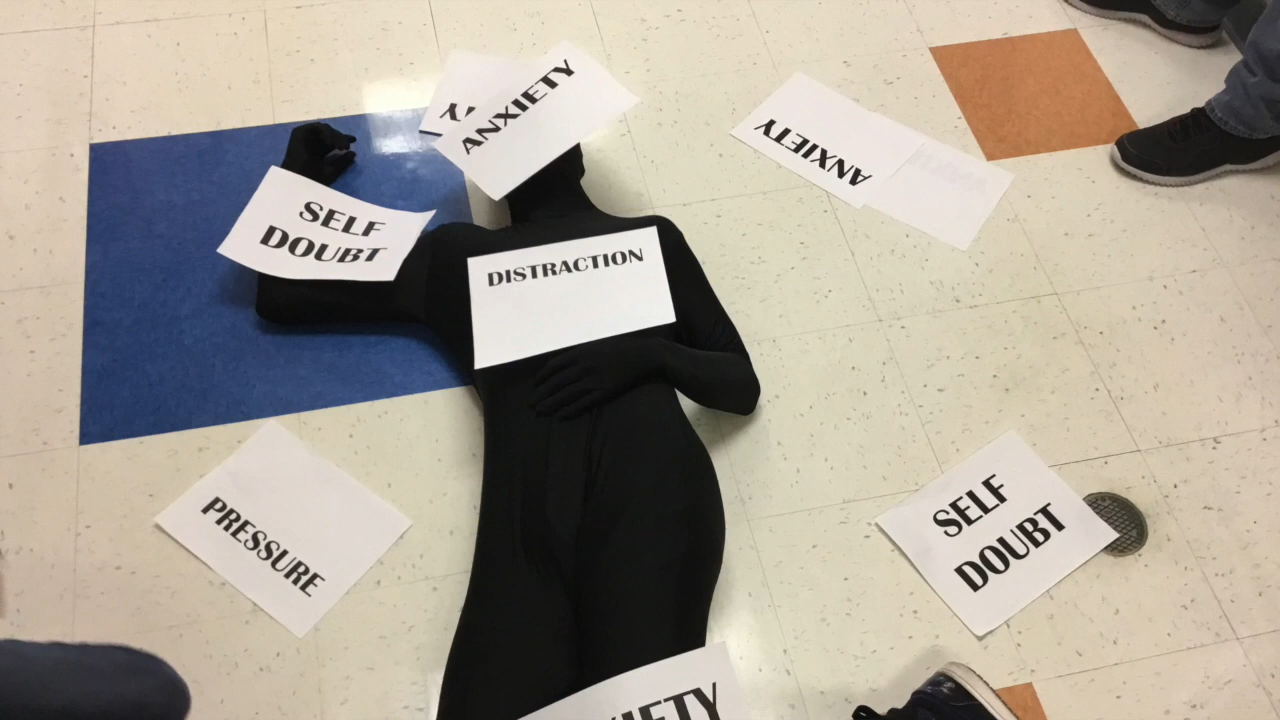 ANXIETY
ANXIETY
SELF
DOUBT
DISTRACTION
PRESSURE
SELF
DOUBT